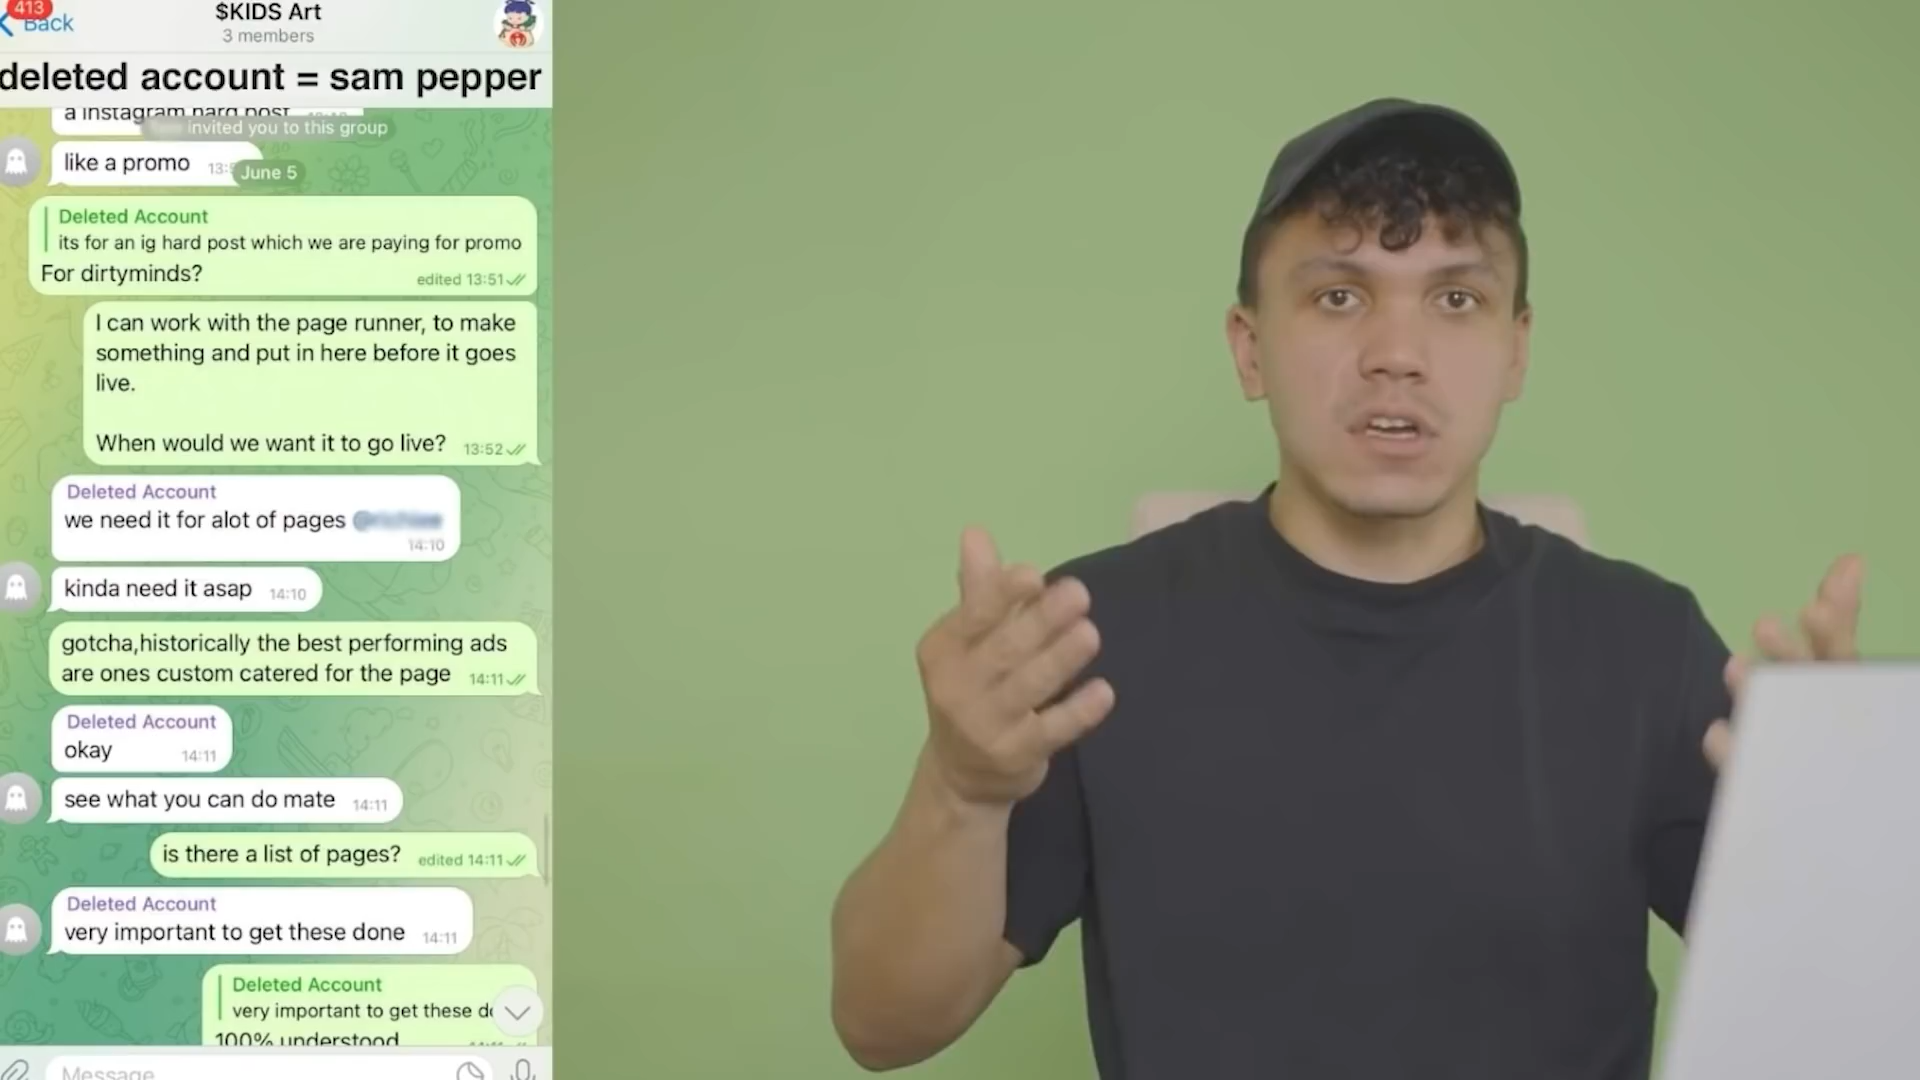 413
Back
$KIDS Art
3 members
deleted account = sam pepper
a instagram hard post
invited you to this group
like a promo
June 5
Deleted Account
its for an ig hard post which we are paying for promo
For dirtyminds?
edited 13:51
I can work with the page runner, to make
something and put in here before it goes
live.
When would we want it to go live? 13:52
Deleted Account
we need it for alot of pages
14:10
kinda need it asap 14:10
gotcha,historically the best performing ads
are ones custom catered for the page 14:11
Deleted Account
okay 14:11
see what you can do mate 14:11
is there a list of pages? edited 14:11
Deleted Account
very important to get these done 14:11
Deleted Account
very important to get these
100% understood
Message